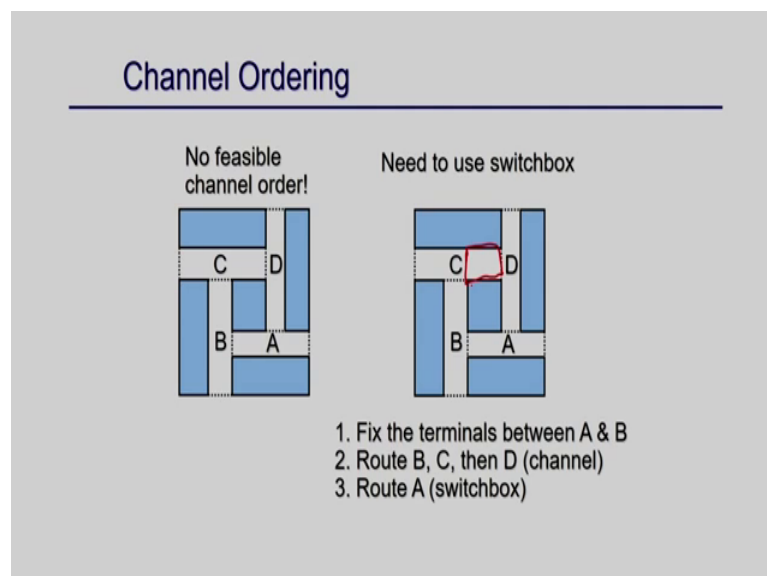 Channel Ordering
No feasible
channel order!
Need to use switchbox
C
D
B
A
C
D
B
A
1. Fix the terminals between A & B
2. Route B, C, then D (channel)
3. Route A (switchbox)